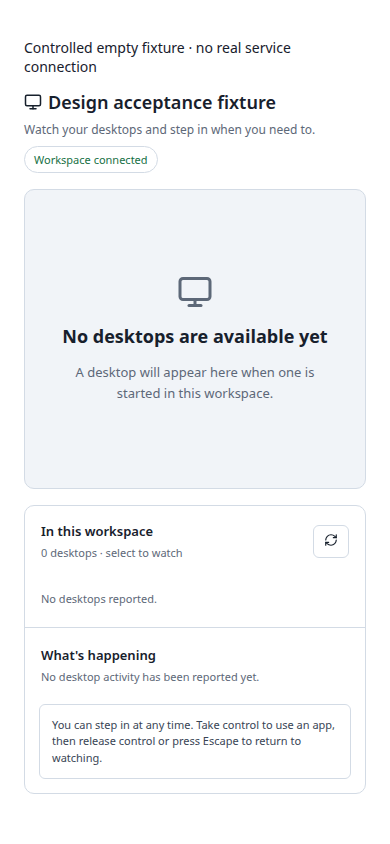 Controlled empty fixture · no real service
connection
Design acceptance fixture
Watch your desktops and step in when you need to.
Workspace connected
No desktops are available yet
A desktop will appear here when one is
started in this workspace.
In this workspace
0 desktops · select to watch
No desktops reported.
What's happening
No desktop activity has been reported yet.
You can step in at any time. Take control to use an app,
then release control or press Escape to return to
watching.